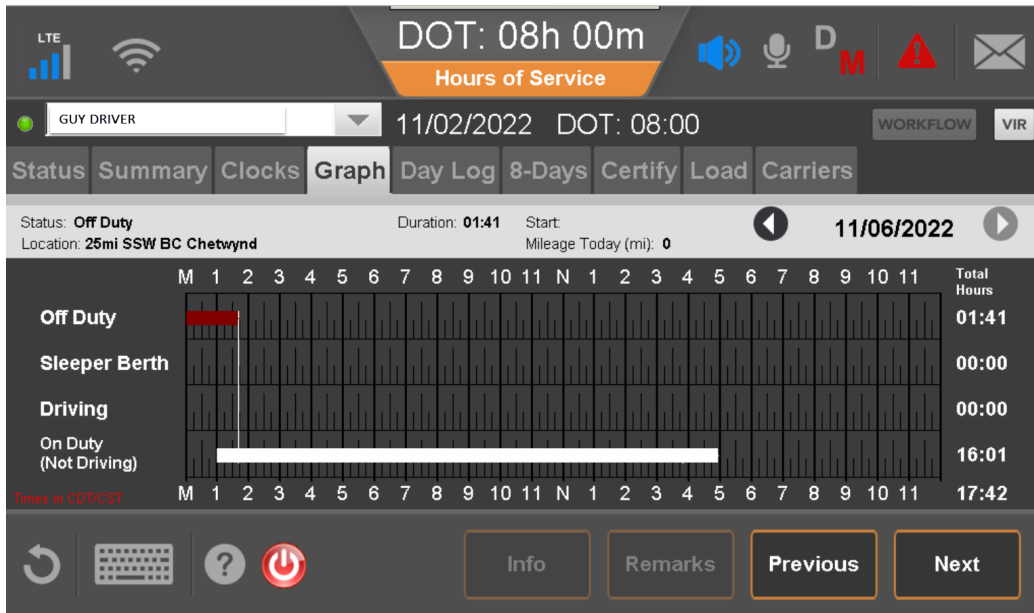 LTE
DOT: 08h 00m
Hours of Service
D M
GUY DRIVER
11/02/2022 DOT: 08:00
WORKFLOW VIR
Status Summary Clocks Graph Day Log 8-Days Certify Load Carriers
Status: Off Duty Duration: 01:41 Start:
Location: 25mi SSW BC Chetwynd Mileage Today (mi): 0
11/06/2022
M 1 2 3 4 5 6 7 8 9 10 11 N 1 2 3 4 5 6 7 8 9 10 11 Total Hours
Off Duty 01:41
Sleeper Berth 00:00
Driving 00:00
On Duty
(Not Driving) 16:01
Times in CDT/CST M 1 2 3 4 5 6 7 8 9 10 11 N 1 2 3 4 5 6 7 8 9 10 11 17:42
? Info Remarks Previous Next